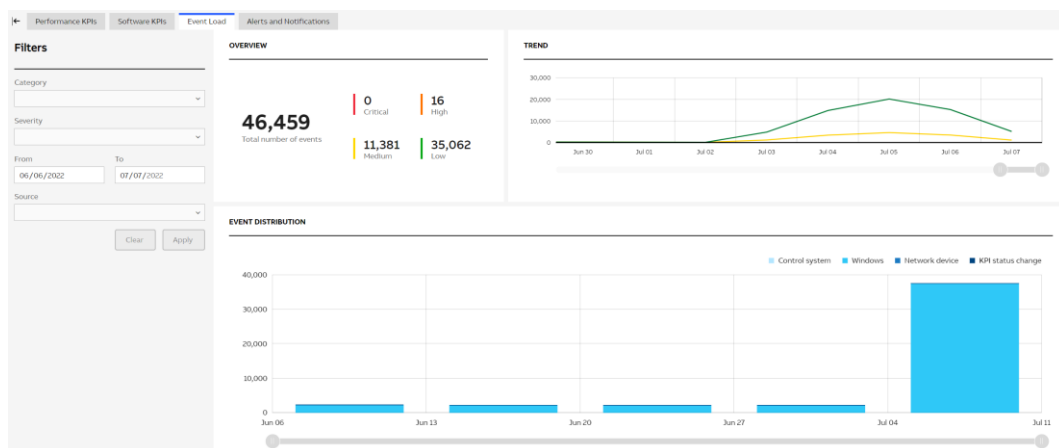 Performance KPIs Software KPIs Event Load Alerts and Notifications
Filters
Category
Severity
From To
06/06/2022 07/07/2022
Source
Clear Apply
OVERVIEW
46,459
Total number of events
0
Critical
16
High
11,381
Medium
35,062
Low
TREND
30,000
20,000
10,000
0
Jun 30 Jul 01 Jul 02 Jul 03 Jul 04 Jul 05 Jul 06 Jul 07
EVENT DISTRIBUTION
Control system Windows Network device KPI status change
40,000
30,000
20,000
10,000
0
Jun 06 Jun 13 Jun 20 Jun 27 Jul 04 Jul 11